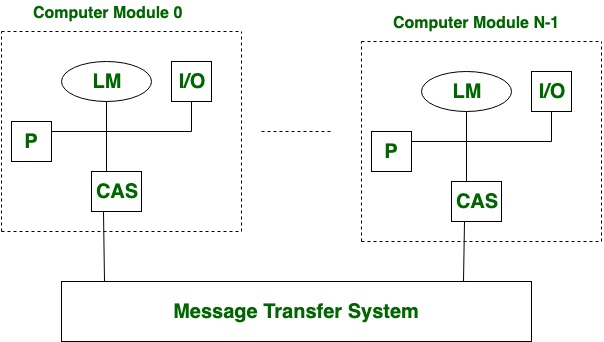 Computer Module 0
Computer Module N-1
LM
I/O
P
CAS
LM
I/O
P
CAS
Message Transfer System